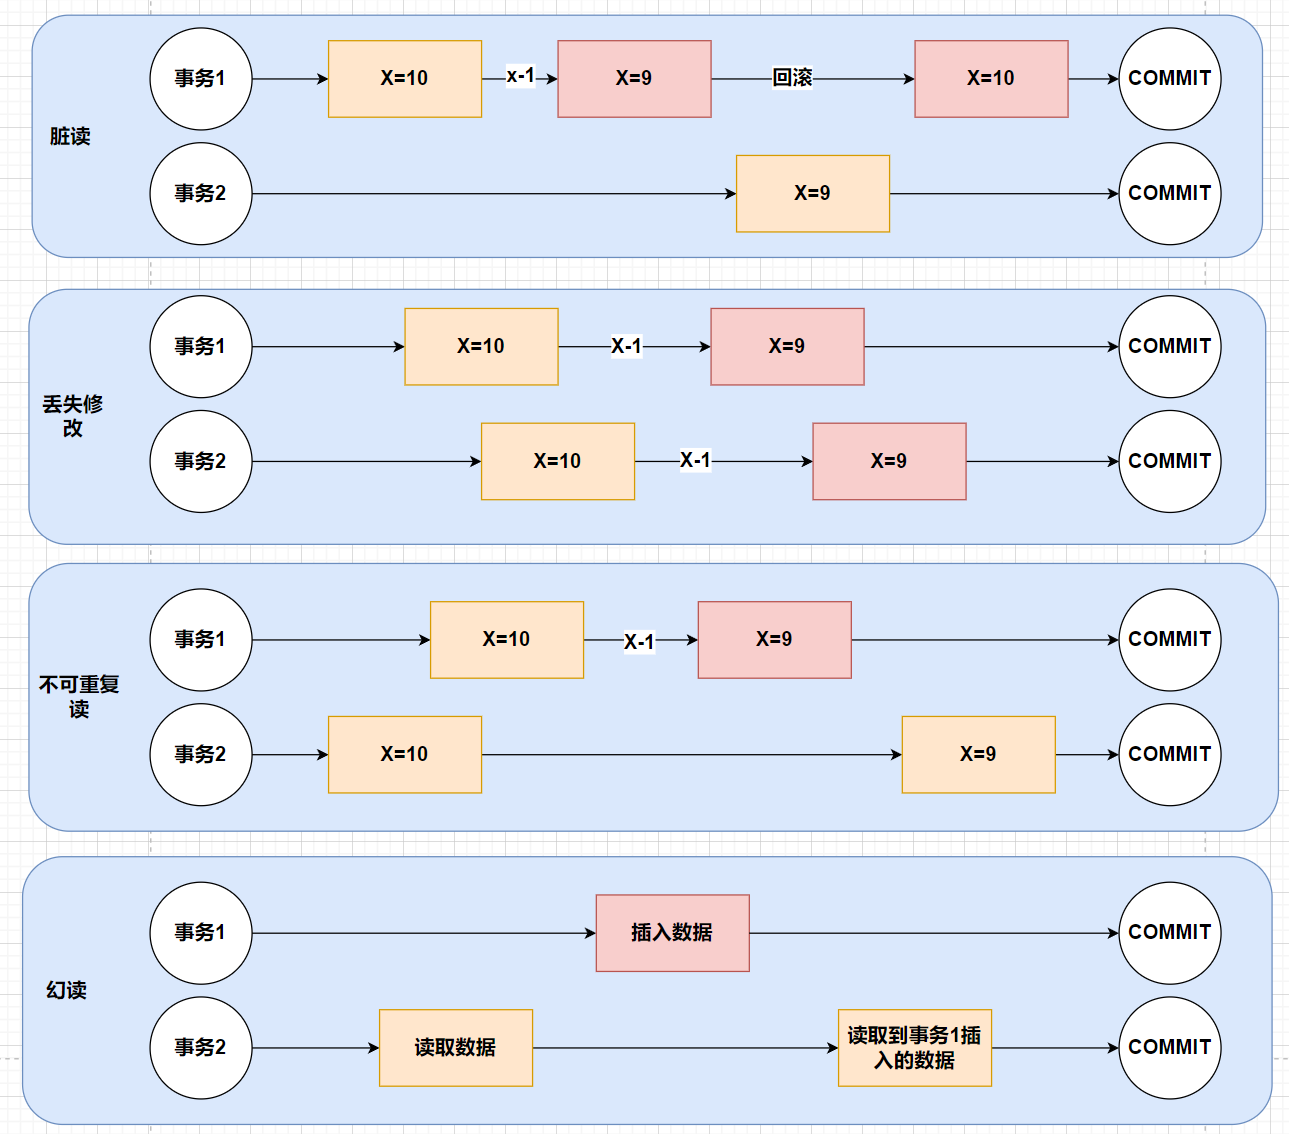 脏读
事务1
X=10
x-1
X=9
回滚
X=10
COMMIT
事务2
X=9
COMMIT
丢失修
改
事务1
X=10
X-1
X=9
COMMIT
事务2
X=10
X-1
X=9
COMMIT
不可重复
读
事务1
X=10
X-1
X=9
COMMIT
事务2
X=10
X=9
COMMIT
幻读
事务1
插入数据
COMMIT
事务2
读取数据
读取到事务1插
入的数据
COMMIT